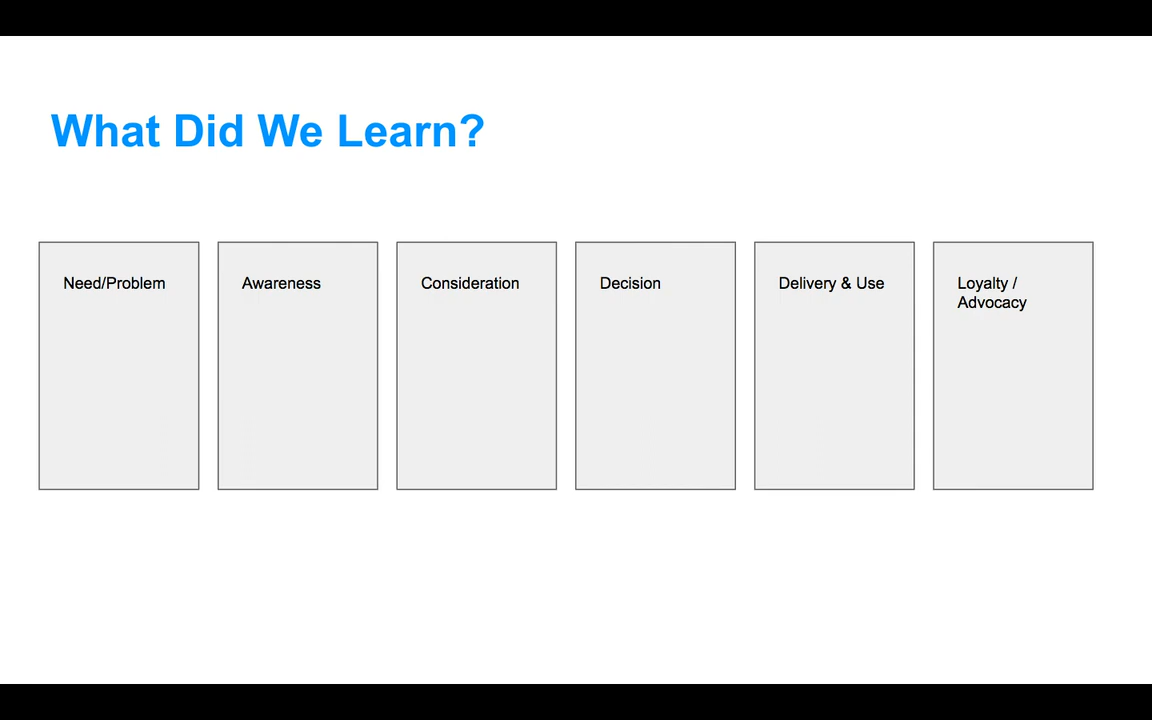 What Did We Learn?
Need/Problem
Awareness
Consideration
Decision
Delivery & Use
Loyalty /
Advocacy